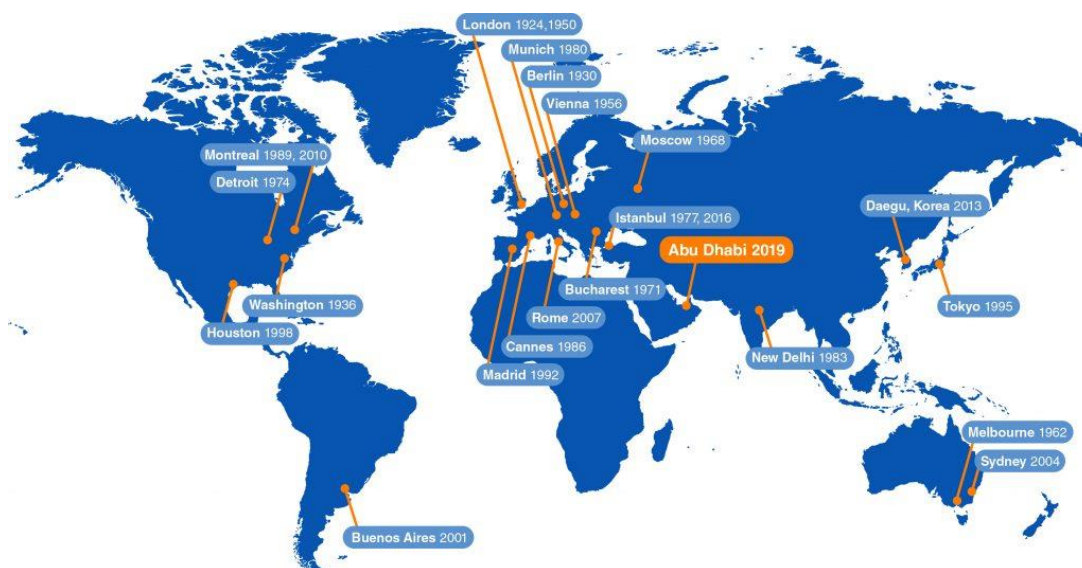 London 1924,1950
Munich 1980
Berlin 1930
Vienna 1956
Moscow 1968
Montreal 1989, 2010
Detroit 1974
Daegu, Korea 2013
Istanbul 1977, 2016
Abu Dhabi 2019
Bucharest 1971
Washington 1936
Tokyo 1995
Rome 2007
Houston 1998
Cannes 1986
New Delhi 1983
Madrid 1992
Melbourne 1962
Sydney 2004
Buenos Aires 2001